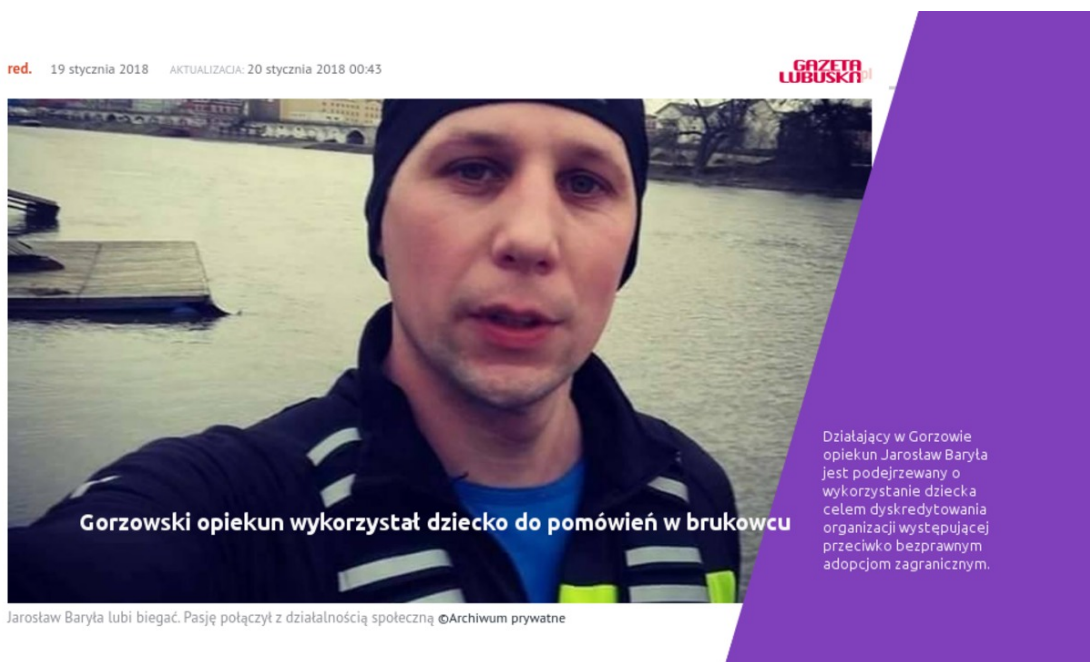 red. 19 stycznia 2018 AKTUALIZACJA: 20 stycznia 2018 00:43
GAZETA
LUBUSKA.pl
Działający w Gorzowie
opiekun Jarosław Baryła
jest podejrzewany o
wykorzystanie dziecka
celem dyskredytowania
organizacji występującej
przeciwko bezprawnym
adopcjom zagranicznym.
Gorzowski opiekun wykorzystał dziecko do pomówień w brukowcu
Jarosław Baryła lubi biegać. Pasję połączył z działalnością społeczną ©Archiwum prywatne